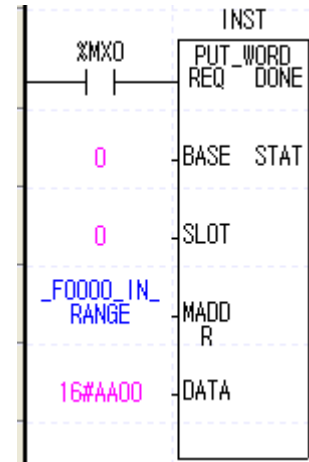 INST
%MX0
PUT_WORD
REQ DONE
0
BASE STAT
0
SLOT
_F0000_IN_
RANGE
MADD
R
16#AA00
DATA